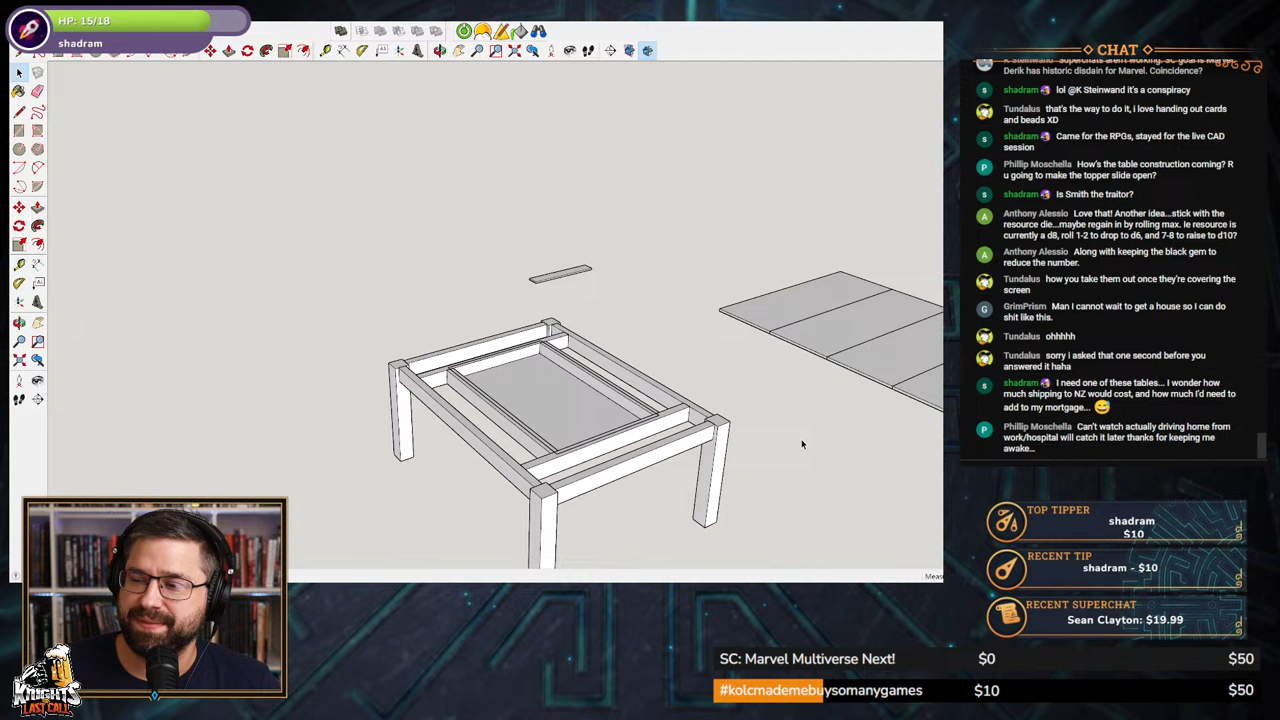 HP: 15/18
shadram
CHAT
K Steinwand Superchats aren't working. SC goal is Marvel.
Derik has historic disdain for Marvel. Coincidence?
s shadram lol @K Steinwand it's a conspiracy
Tundalus that's the way to do it, i love handing out cards
and beads XD
s shadram Came for the RPGs, stayed for the live CAD
session
P Phillip Moschella How's the table construction coming? R
u going to make the topper slide open?
s shadram Is Smith the traitor?
A Anthony Alessio Love that! Another idea...stick with the
resource die...maybe regain in by rolling max. Ie resource is
currently a d8, roll 1-2 to drop to d6, and 7-8 to raise to d10?
A Anthony Alessio Along with keeping the black gem to
reduce the number.
Tundalus how you take them out once they're covering the
screen
G GrimPrism Man I cannot wait to get a house so I can do
shit like this.
Tundalus ohhhhh
Tundalus sorry i asked that one second before you
answered it haha
s shadram I need one of these tables... I wonder how
much shipping to NZ would cost, and how much I'd need to
add to my mortgage...
P Phillip Moschella Can't watch actually driving home from
work/hospital will catch it later thanks for keeping me
awake...
Meas
TOP TIPPER
shadram
$10
RECENT TIP
shadram - $10
RECENT SUPERCHAT
Sean Clayton: $19.99
SC: Marvel Multiverse Next! $0 $50
#kolcmademebuysomanygames $10 $50
KNIGHTS
OF
LAST CALL